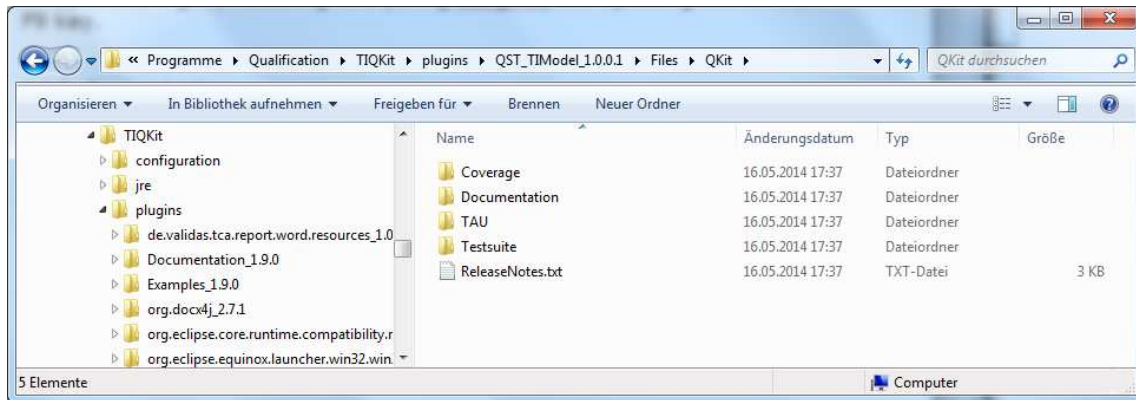 « Programme ▸ Qualification ▸ TIQKit ▸ plugins ▸ QST_TIModel_1.0.0.1 ▸ Files ▸ QKit ▸ QKit durchsuchen
Organisieren In Bibliothek aufnehmen Freigeben für Brennen Neuer Ordner
TIQKit
configuration
jre
plugins
de.validas.tca.report.word.resources_1.0
Documentation_1.9.0
Examples_1.9.0
org.docx4j_2.7.1
org.eclipse.core.runtime.compatibility.r
org.eclipse.equinox.launcher.win32.win.
Name Änderungsdatum Typ Größe
Coverage 16.05.2014 17:37 Dateiordner
Documentation 16.05.2014 17:37 Dateiordner
TAU 16.05.2014 17:37 Dateiordner
Testsuite 16.05.2014 17:37 Dateiordner
ReleaseNotes.txt 16.05.2014 17:37 TXT-Datei 3 KB
5 Elemente Computer